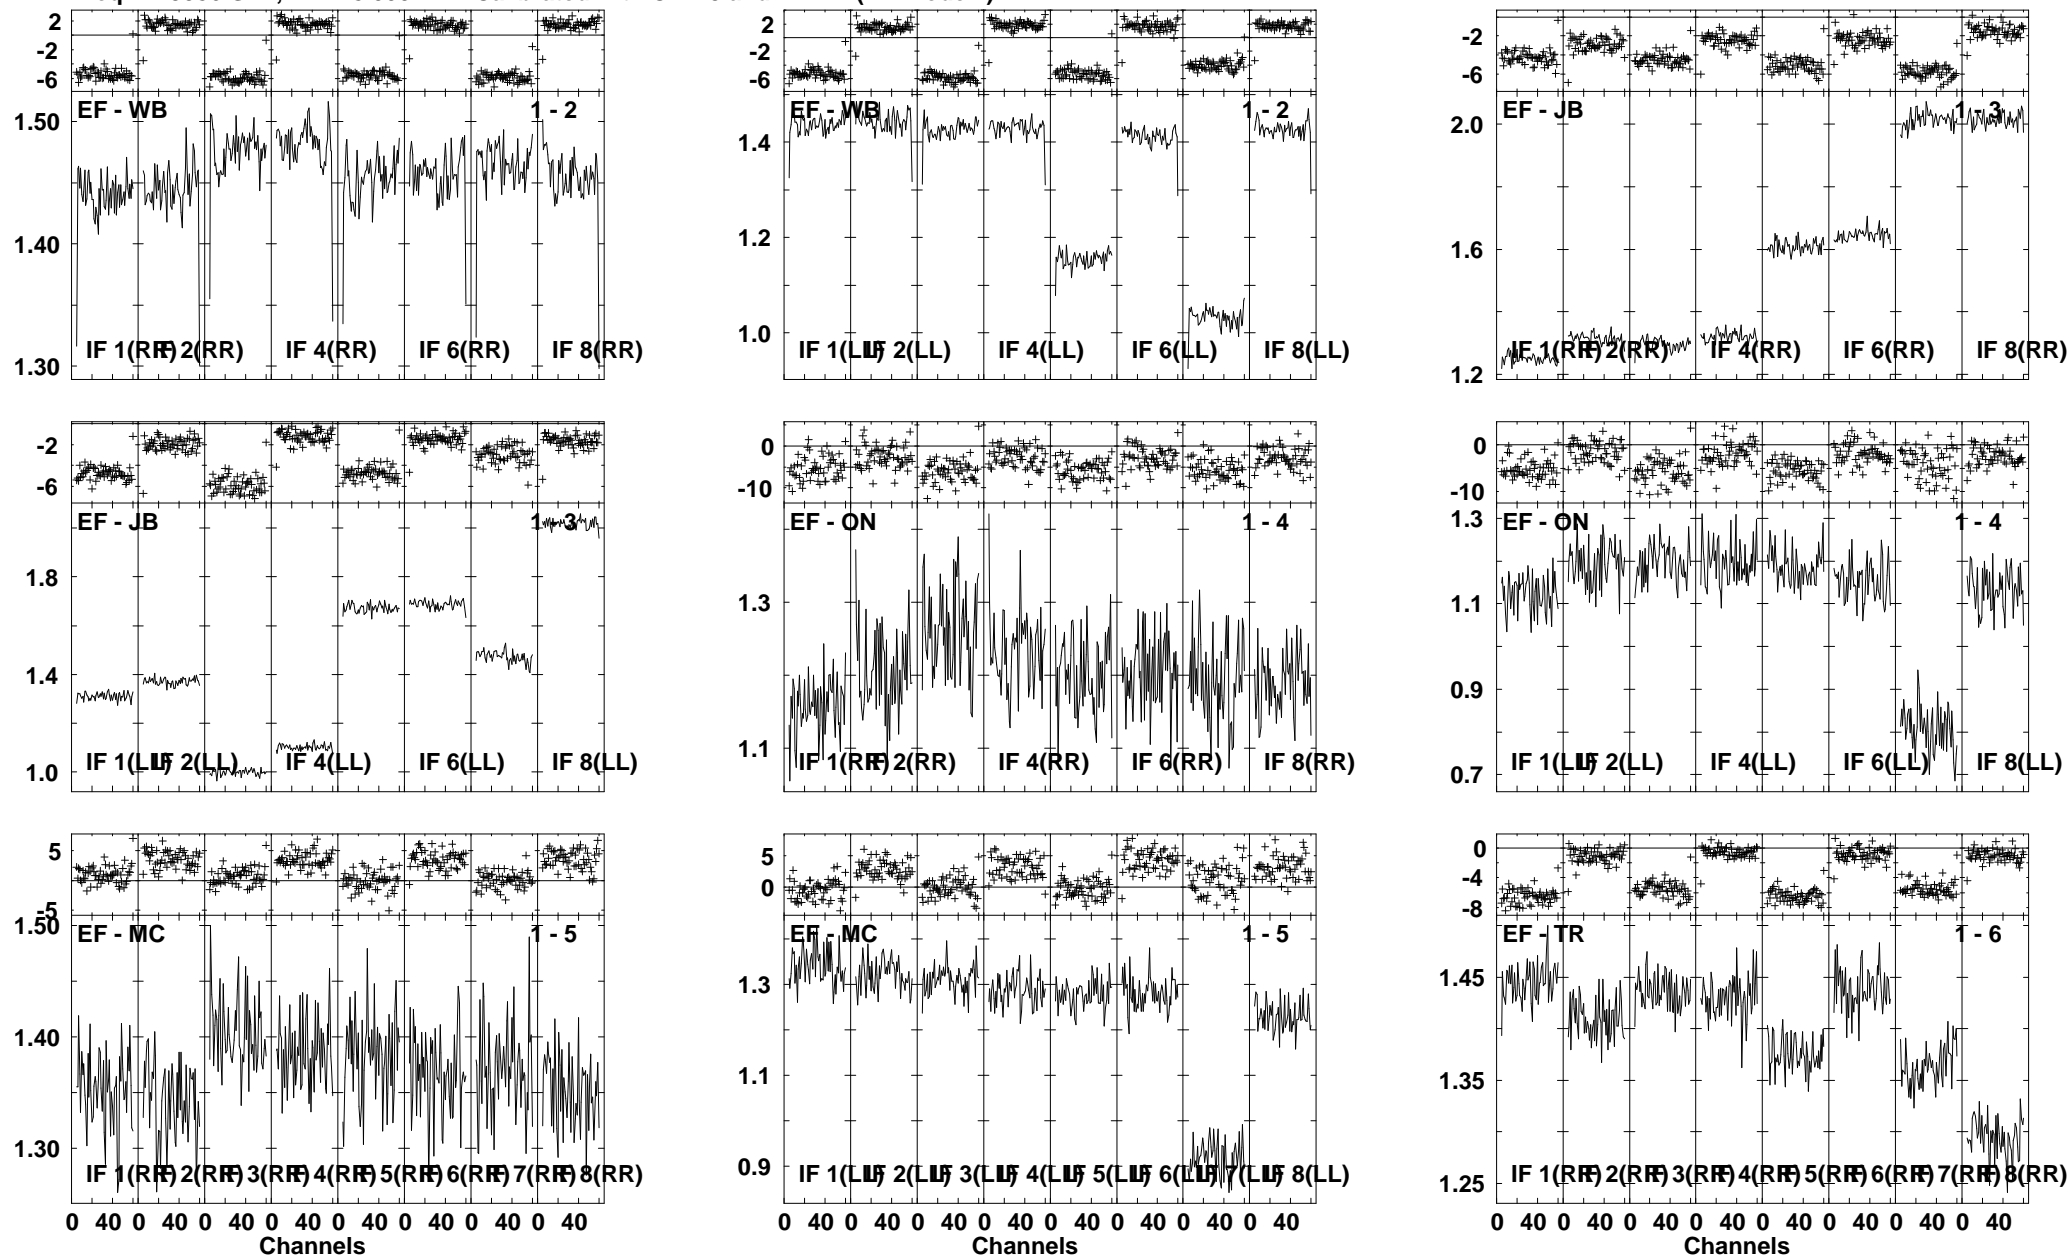 2
-2
-6
EF - WB
1 - 2
1.50
1.40
1.30
IF 1(RR)
IF 2(RR)
IF 4(RR)
IF 6(RR)
IF 8(RR)
2
-2
-6
EF - WB
1 - 2
1.4
1.2
1.0
IF 1(LL)
IF 2(LL)
IF 4(LL)
IF 6(LL)
IF 8(LL)
-2
-6
EF - JB
1 - 3
2.0
1.6
1.2
IF 1(RR)
IF 2(RR)
IF 4(RR)
IF 6(RR)
IF 8(RR)
-2
-6
EF - JB
1 - 3
1.8
1.4
1.0
IF 1(LL)
IF 2(LL)
IF 4(LL)
IF 6(LL)
IF 8(LL)
0
-10
EF - ON
1 - 4
1.3
1.1
IF 1(RR)
IF 2(RR)
IF 4(RR)
IF 6(RR)
IF 8(RR)
0
-10
EF - ON
1 - 4
1.3
1.1
0.9
0.7
IF 1(LL)
IF 2(LL)
IF 4(LL)
IF 6(LL)
IF 8(LL)
5
-5
EF - MC
1 - 5
1.50
1.40
1.30
IF 1(RR)
IF 2(RR)
IF 3(RR)
IF 4(RR)
IF 5(RR)
IF 6(RR)
IF 7(RR)
IF 8(RR)
0 40 0 40 0 40 0 40 0 40 0 40 0 40 0 40
Channels
5
0
EF - MC
1 - 5
1.3
1.1
0.9
IF 1(LL)
IF 2(LL)
IF 3(LL)
IF 4(LL)
IF 5(LL)
IF 6(LL)
IF 7(LL)
IF 8(LL)
0 40 0 40 0 40 0 40 0 40 0 40 0 40 0 40
Channels
0
-4
-8
EF - TR
1 - 6
1.45
1.35
1.25
IF 1(RR)
IF 2(RR)
IF 3(RR)
IF 4(RR)
IF 5(RR)
IF 6(RR)
IF 7(RR)
IF 8(RR)
0 40 0 40 0 40 0 40 0 40 0 40 0 40 0 40
Channels